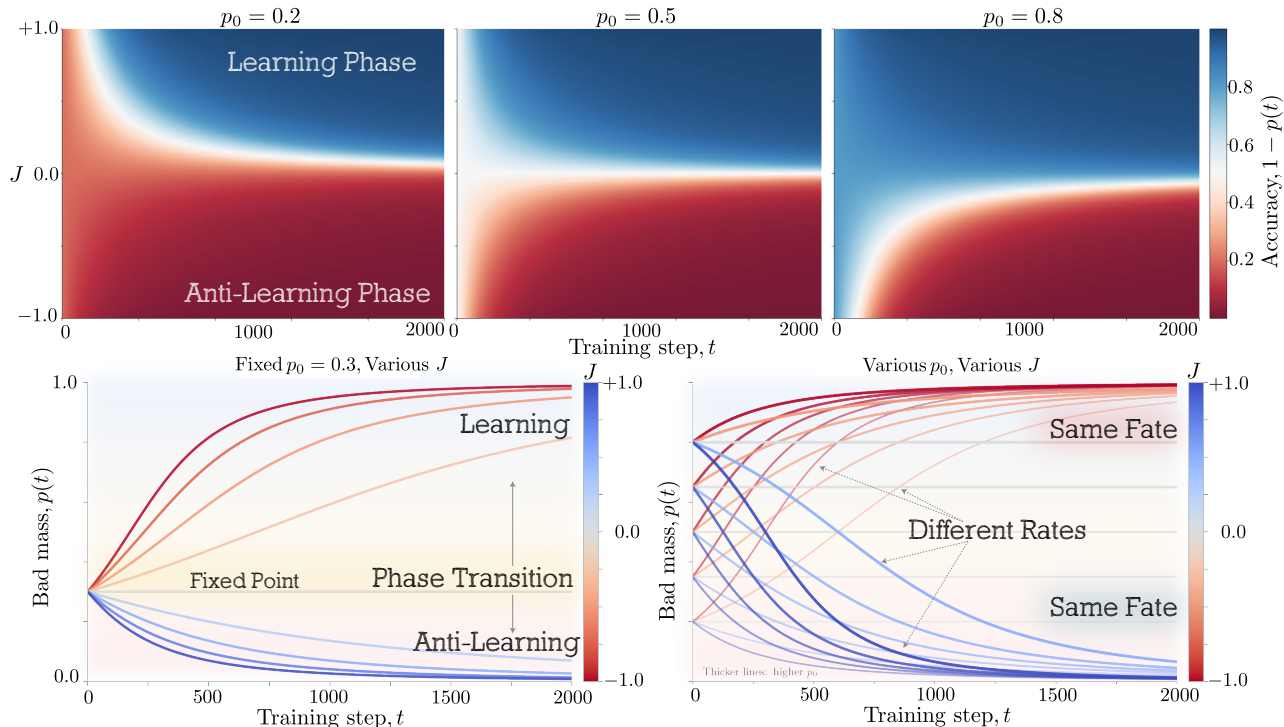 p₀ = 0.2
p₀ = 0.5
p₀ = 0.8
+1.0
J 0.0
−1.0
Learning Phase
Anti-Learning Phase
0 1000 2000
0 1000 2000
0 1000 2000
Training step, t
0.8
0.6
0.4
0.2
Accuracy, 1 − p(t)
Fixed p₀ = 0.3, Various J
1.0
0.0
Bad mass, p(t)
Learning
Fixed Point
Phase Transition
Anti-Learning
0 500 1000 1500 2000
Training step, t
J
+1.0
0.0
−1.0
Various p₀, Various J
Bad mass, p(t)
Same Fate
Different Rates
Same Fate
Thicker lines: higher p₀
0 500 1000 1500 2000
Training step, t
J
+1.0
0.0
−1.0